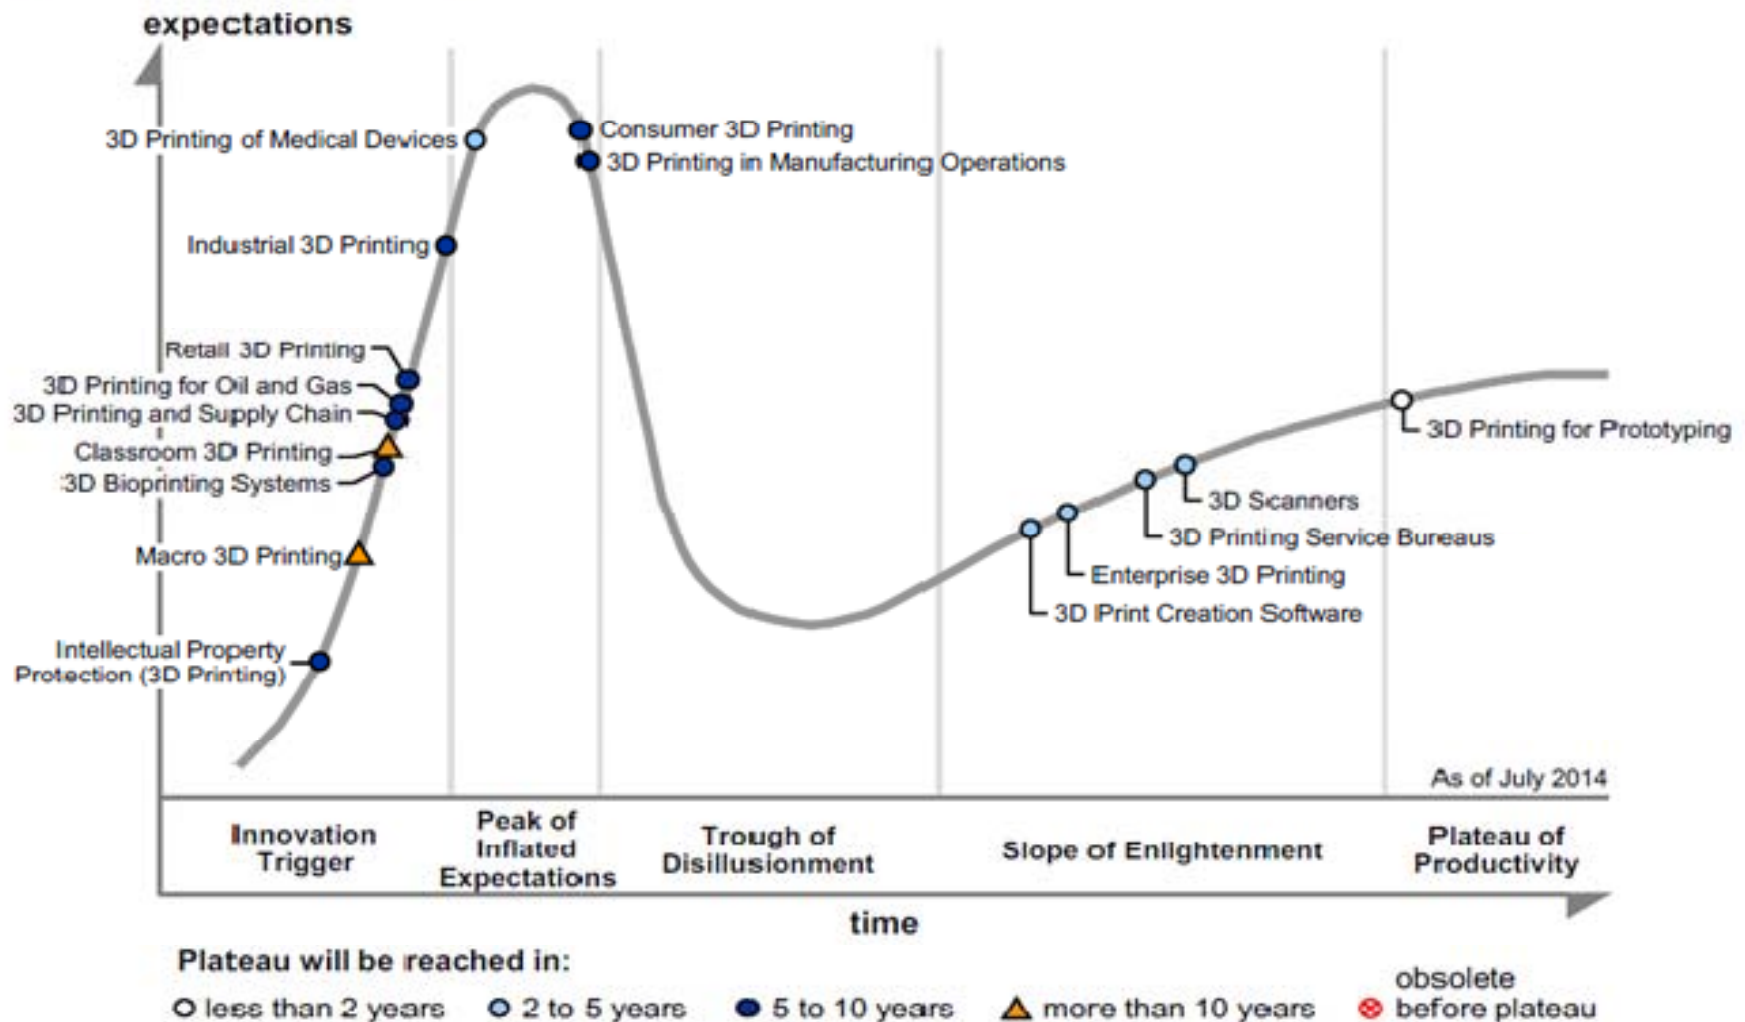 expectations
3D Printing of Medical Devices
Consumer 3D Printing
3D Printing in Manufacturing Operations
Industrial 3D Printing
Retail 3D Printing
3D Printing for Oil and Gas
3D Printing and Supply Chain
Classroom 3D Printing
3D Bioprinting Systems
Macro 3D Printing
Intellectual Property
Protection (3D Printing)
3D Printing for Prototyping
3D Scanners
3D Printing Service Bureaus
Enterprise 3D Printing
3D Print Creation Software
As of July 2014
Innovation
Trigger
Peak of
Inflated
Expectations
Trough of
Disillusionment
Slope of Enlightenment
Plateau of
Productivity
time
Plateau will be reached in:
less than 2 years
2 to 5 years
5 to 10 years
more than 10 years
obsolete
before plateau